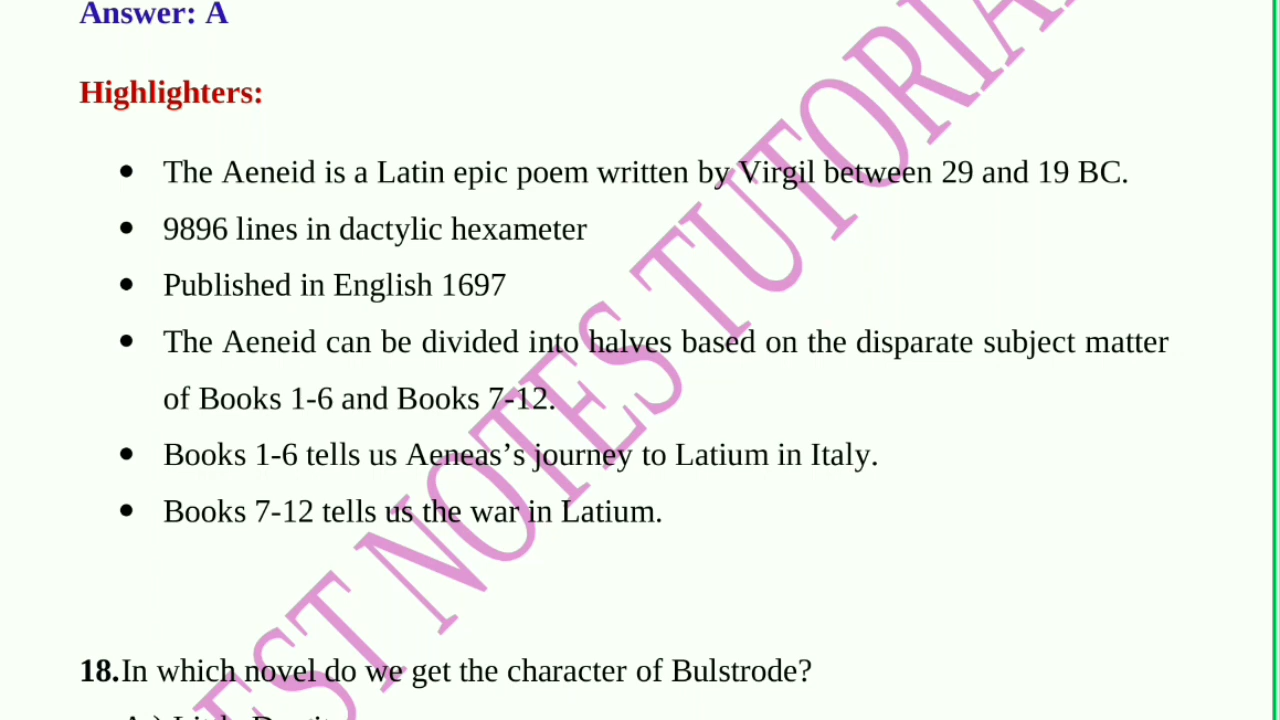 Answer: A
Highlighters:
• The Aeneid is a Latin epic poem written by Virgil between 29 and 19 BC.
• 9896 lines in dactylic hexameter
• Published in English 1697
• The Aeneid can be divided into halves based on the disparate subject matter
of Books 1-6 and Books 7-12.
• Books 1-6 tells us Aeneas’s journey to Latium in Italy.
• Books 7-12 tells us the war in Latium.
18.In which novel do we get the character of Bulstrode?
EST NOTES TUTORIA